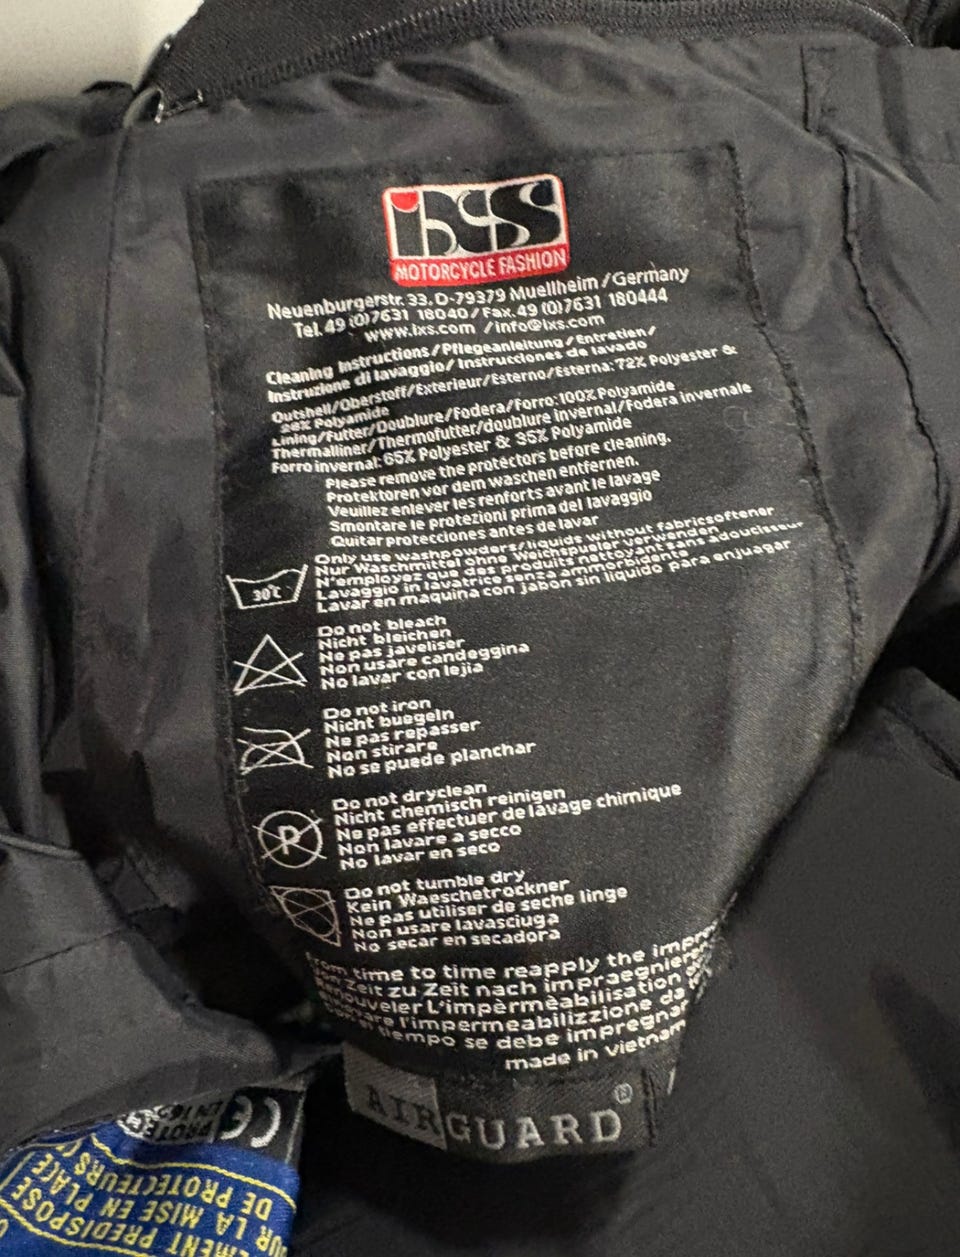 ixs
MOTORCYCLE FASHION
Neuenburgerstr. 33, D-79379 Muellheim/Germany
Tel. 49 (0)7631 18040/Fax. 49 (0)7631 180444
www.ixs.com /info@ixs.com
Cleaning Instructions/Pflegeanleitung/Entretien/
Instruzione di lavaggio/Instrucciones de lavado
Outshell/Oberstoff/Exterieur/Esterno/Esterna:72% Polyester &
28% Polyamide
Lining/Futter/Doublure/Fodera/Forro:100% Polyamide
Thermalliner/Thermofutter/doublure invernal/Fodera invernale
Forro invernal: 65% Polyester & 35% Polyamide
Please remove the protectors before cleaning.
Protektoren vor dem waschen entfernen.
Veuillez enlever les renforts avant le lavage
Smontare le protezioni prima del lavaggio
Quitar protecciones antes de lavar
Only use washpowders/liquids without fabricsoftener
Nur Waschmittel ohne Weichspueler verwenden
N'employez que des produits nettoyant sans adoucisseur
Lavaggio in lavatrice senza ammorbidente
Lavar en maquina con jabon sin liquido para enjuagar
30℃
Do not bleach
Nicht bleichen
Ne pas javeliser
Non usare candeggina
No lavar con lejia
Do not iron
Nicht buegeln
Ne pas repasser
Non stirare
No se puede planchar
P
Do not dryclean
Nicht chemisch reinigen
Ne pas effectuer de lavage chimique
Non lavare a secco
No lavar en seco
Do not tumble dry
Kein Waeschetrockner
Ne pas utiliser de seche linge
Non usare lavasciuga
No secar en secadora
From time to time reapply the
Von Zeit zu Zeit nach
L'impèrmèabilisation
l'impermeabilizzione da
tiempo se debe
made in Vietnam
AIRGUARD®
CE
DE PROTECTEURS
UR LA MISE EN PLACE
EMENT PREDISPOSE